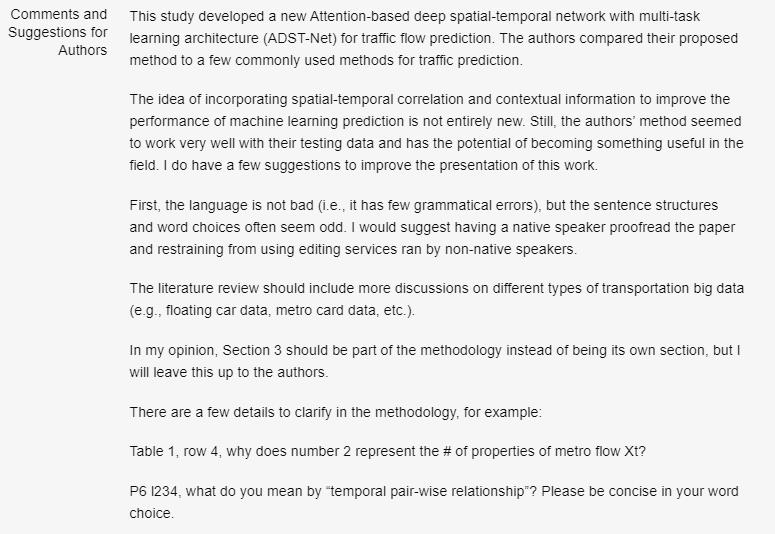 Comments and
Suggestions for
Authors
This study developed a new Attention-based deep spatial-temporal network with multi-task
learning architecture (ADST-Net) for traffic flow prediction. The authors compared their proposed
method to a few commonly used methods for traffic prediction.
The idea of incorporating spatial-temporal correlation and contextual information to improve the
performance of machine learning prediction is not entirely new. Still, the authors' method seemed
to work very well with their testing data and has the potential of becoming something useful in the
field. I do have a few suggestions to improve the presentation of this work.
First, the language is not bad (i.e., it has few grammatical errors), but the sentence structures
and word choices often seem odd. I would suggest having a native speaker proofread the paper
and restraining from using editing services ran by non-native speakers.
The literature review should include more discussions on different types of transportation big data
(e.g., floating car data, metro card data, etc.).
In my opinion, Section 3 should be part of the methodology instead of being its own section, but I
will leave this up to the authors.
There are a few details to clarify in the methodology, for example:
Table 1, row 4, why does number 2 represent the # of properties of metro flow Xt?
P6 l234, what do you mean by “temporal pair-wise relationship”? Please be concise in your word
choice.